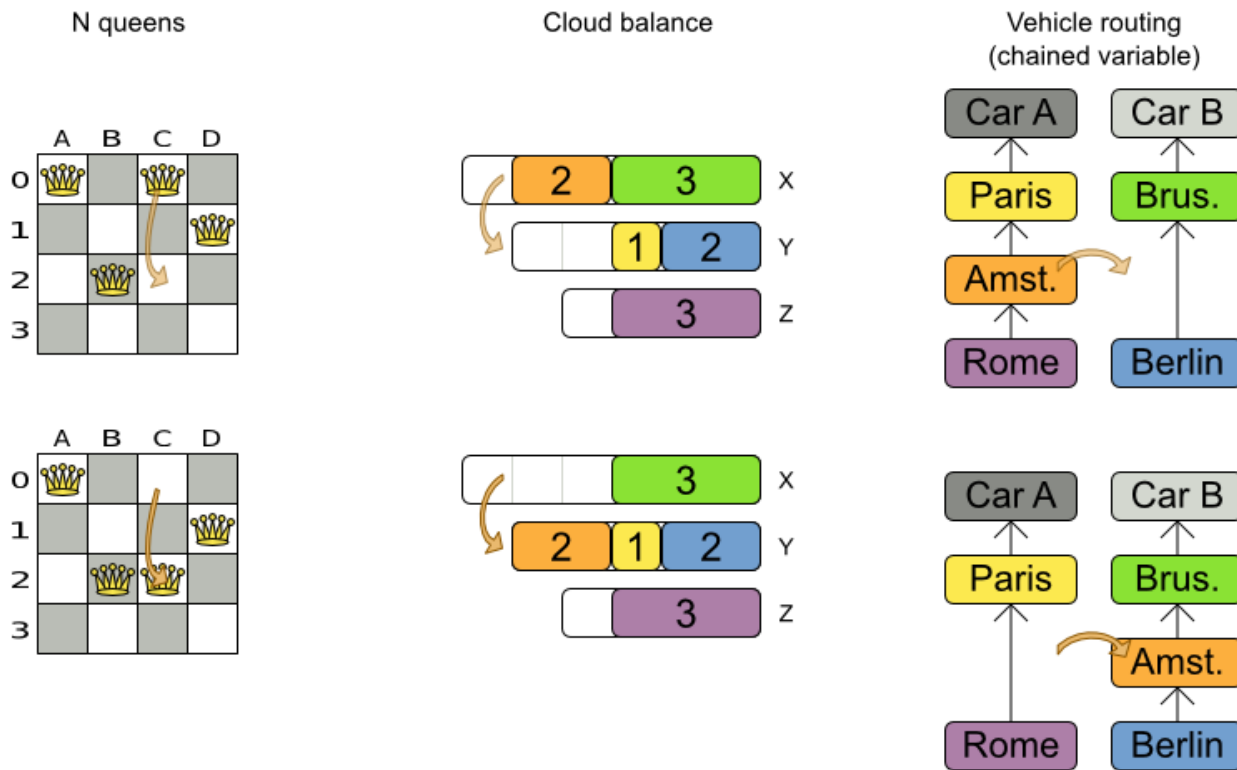 N queens
A B C D
0
1
2
3
A B C D
0
1
2
3
Cloud balance
2 3 X
1 2 Y
3 Z
3 X
2 1 2 Y
3 Z
Vehicle routing
(chained variable)
Car A Car B
Paris Brus.
Amst.
Rome Berlin
Car A Car B
Paris Brus.
Amst.
Rome Berlin